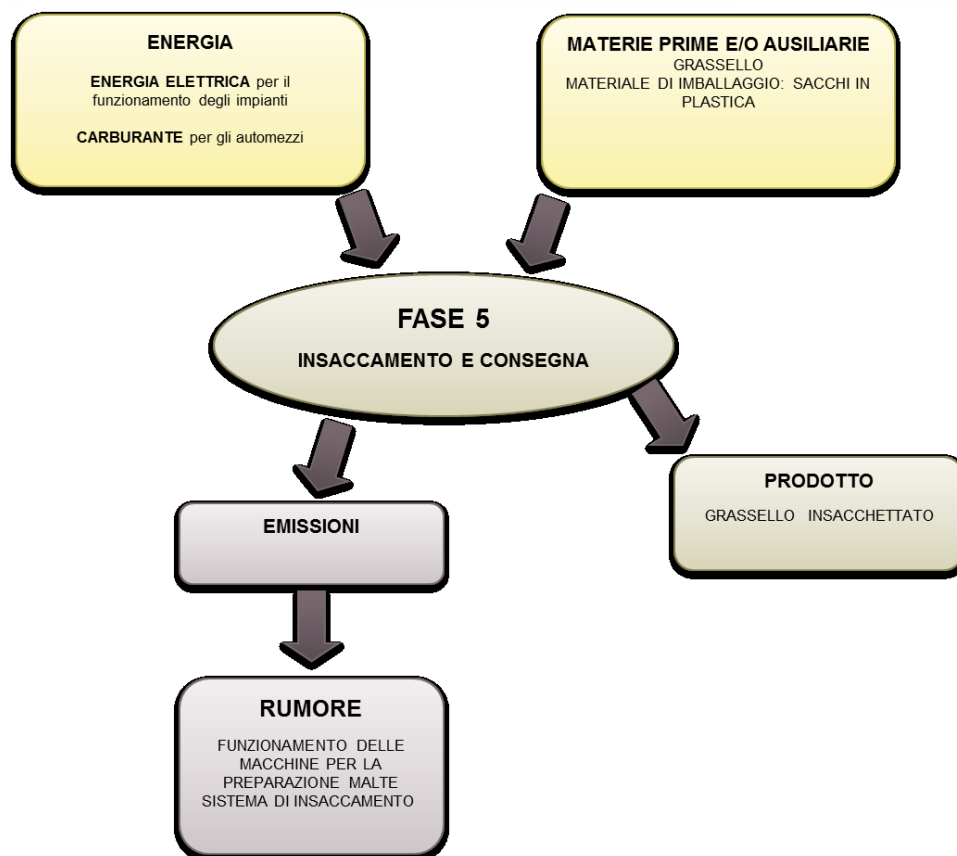 ENERGIA
ENERGIA ELETTRICA per il
funzionamento degli impianti
CARBURANTE per gli automezzi
MATERIE PRIME E/O AUSILIARIE
GRASSELLO
MATERIALE DI IMBALLAGGIO: SACCHI IN
PLASTICA
FASE 5
INSACCAMENTO E CONSEGNA
EMISSIONI
PRODOTTO
GRASSELLO INSACCHETTATO
RUMORE
FUNZIONAMENTO DELLE
MACCHINE PER LA
PREPARAZIONE MALTE
SISTEMA DI INSACCAMENTO